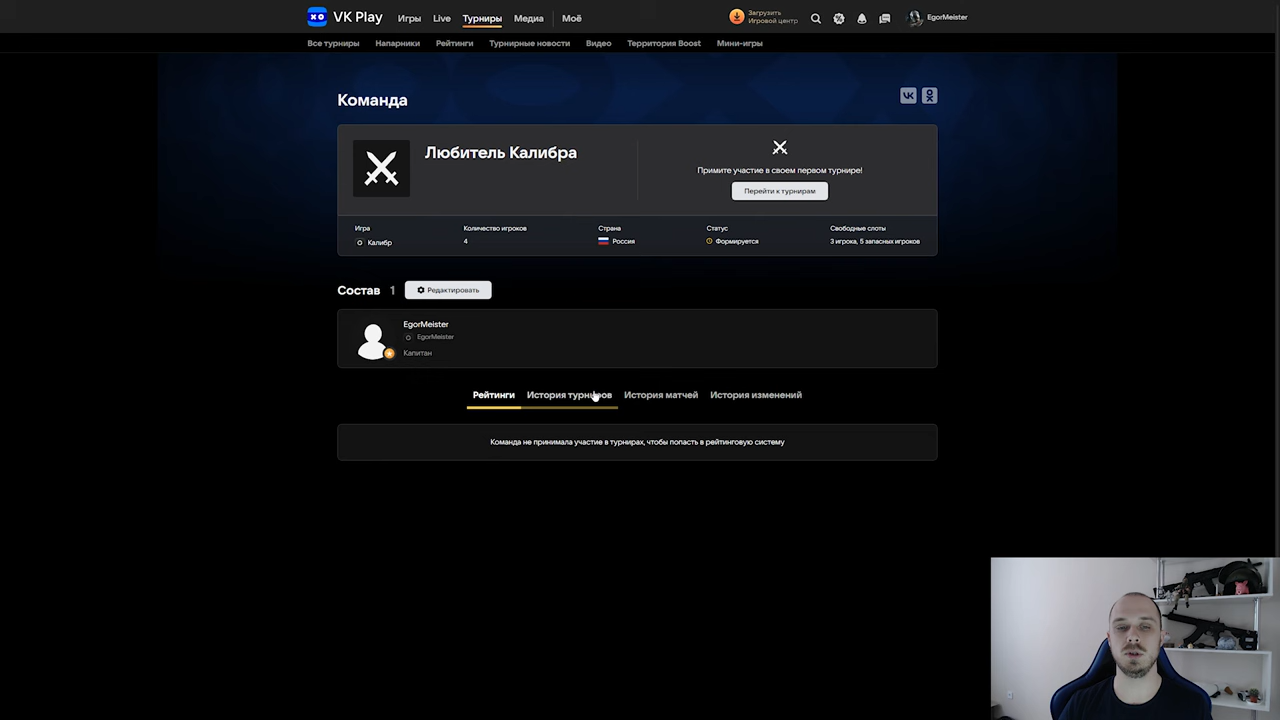 VK Play
Игры
Live
Турниры
Медиа
Моё
Загрузить
Игровой центр
EgorMeister
Все турниры
Напарники
Рейтинги
Турнирные новости
Видео
Территория Boost
Мини-игры
Команда
Любитель Калибра
Примите участие в своем первом турнире!
Перейти к турнирам
Игра
Калибр
Количество игроков
4
Страна
Россия
Статус
Формируется
Свободные слоты
3 игрока, 5 запасных игроков
Состав 1
Редактировать
EgorMeister
EgorMeister
Капитан
Рейтинги
История турниров
История матчей
История изменений
Команда не принимала участие в турнирах, чтобы попасть в рейтинговую систему